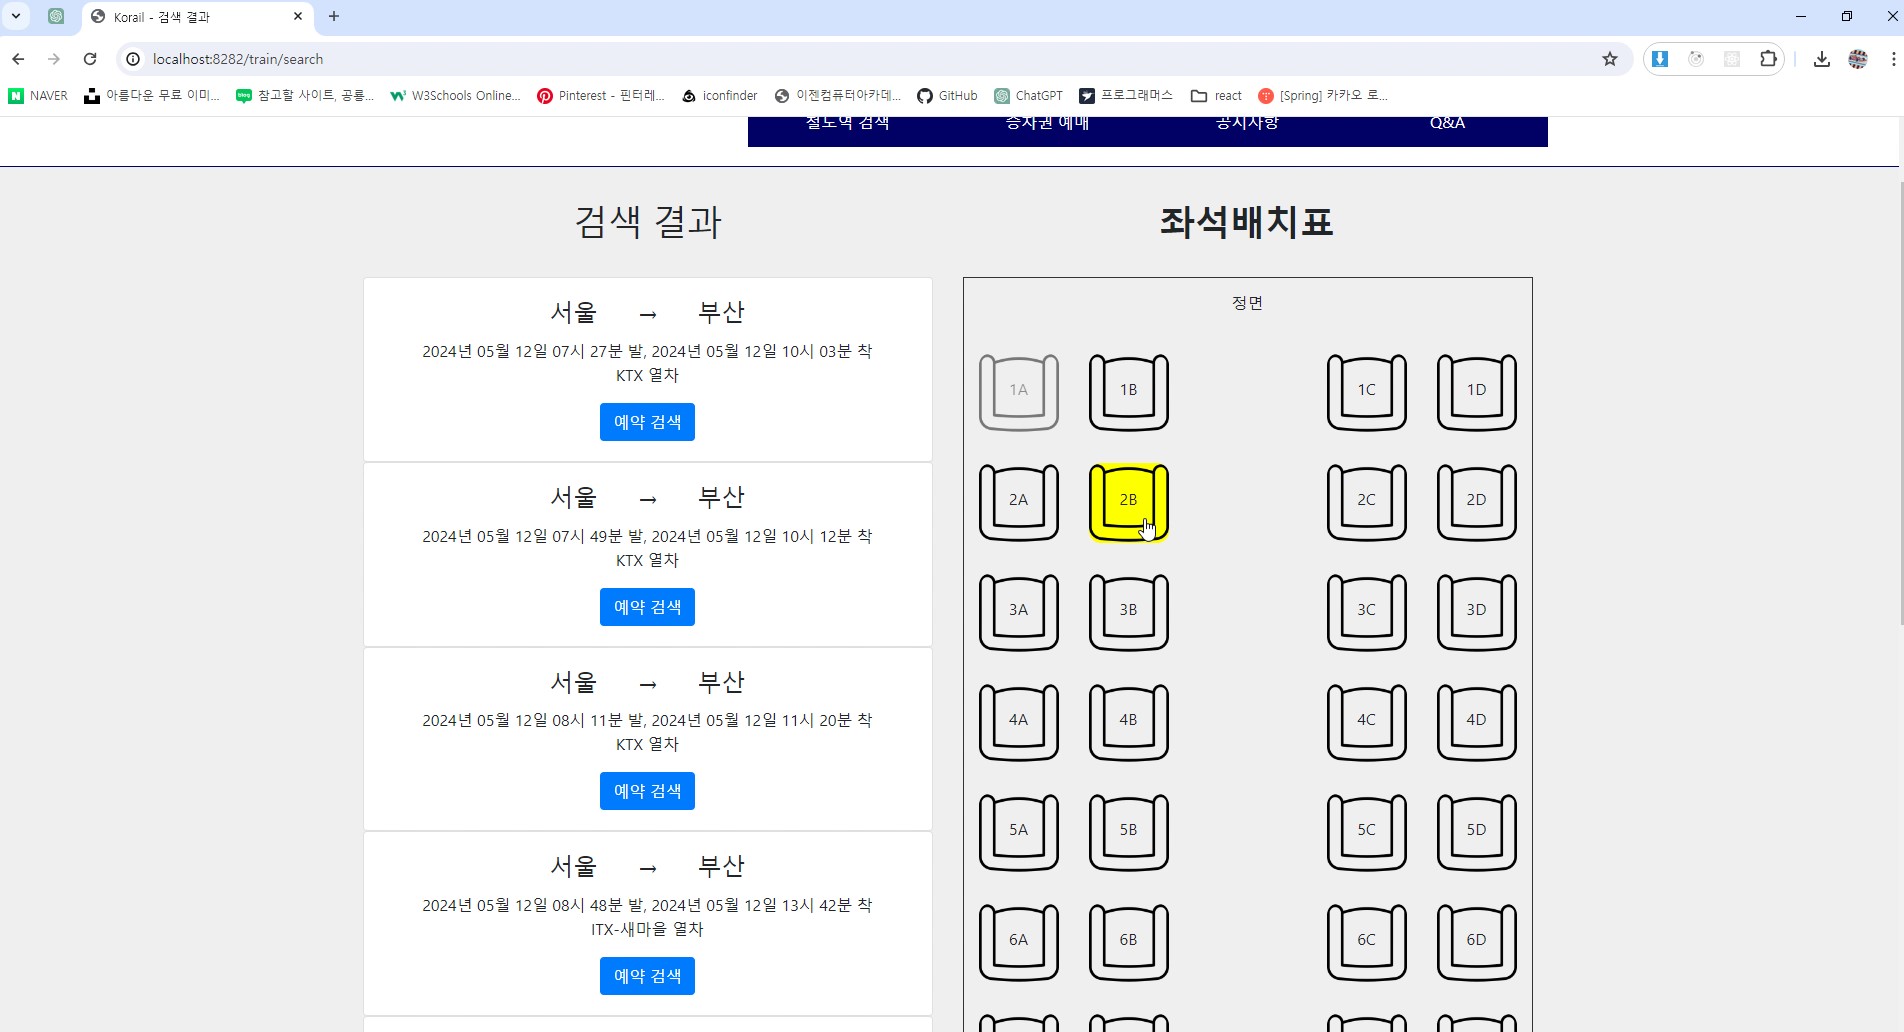 Korail - 검색 결과
localhost:8282/train/search
NAVER
아름다운 무료 이미...
참고할 사이트, 공룡...
W3Schools Online...
Pinterest - 핀터레...
iconfinder
이젠컴퓨터아카데...
GitHub
ChatGPT
프로그래머스
react
[Spring] 카카오 로...
철도역 검색
승차권 예매
공지사항
Q&A
검색 결과
서울 → 부산
2024년 05월 12일 07시 27분 발, 2024년 05월 12일 10시 03분 착
KTX 열차
예약 검색
서울 → 부산
2024년 05월 12일 07시 49분 발, 2024년 05월 12일 10시 12분 착
KTX 열차
예약 검색
서울 → 부산
2024년 05월 12일 08시 11분 발, 2024년 05월 12일 11시 20분 착
KTX 열차
예약 검색
서울 → 부산
2024년 05월 12일 08시 48분 발, 2024년 05월 12일 13시 42분 착
ITX-새마을 열차
예약 검색
좌석배치표
정면
1A 1B 1C 1D
2A 2B 2C 2D
3A 3B 3C 3D
4A 4B 4C 4D
5A 5B 5C 5D
6A 6B 6C 6D